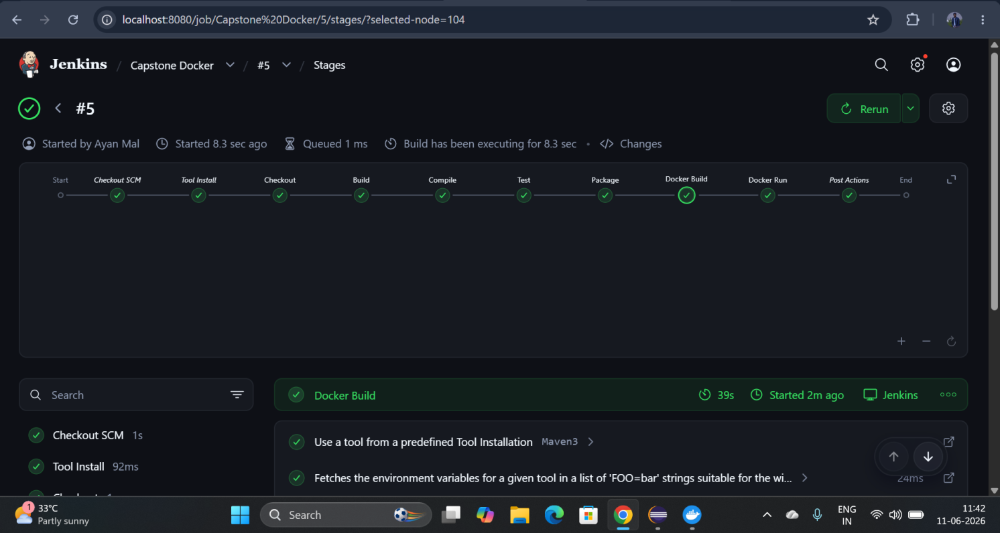 localhost:8080/job/Capstone%20Docker/5/stages/?selected-node=104
Jenkins / Capstone Docker / #5 / Stages
#5
Rerun
Started by Ayan Mal Started 8.3 sec ago Queued 1 ms Build has been executing for 8.3 sec • </> Changes
Start Checkout SCM Tool Install Checkout Build Compile Test Package Docker Build Docker Run Post Actions End
Search
Docker Build 39s Started 2m ago Jenkins
Checkout SCM 1s
Use a tool from a predefined Tool Installation Maven3
Tool Install 92ms
Fetches the environment variables for a given tool in a list of 'FOO=bar' strings suitable for the wi... 24ms
1
33°C
Partly sunny
Search
ENG
IN
11:42
11-06-2026